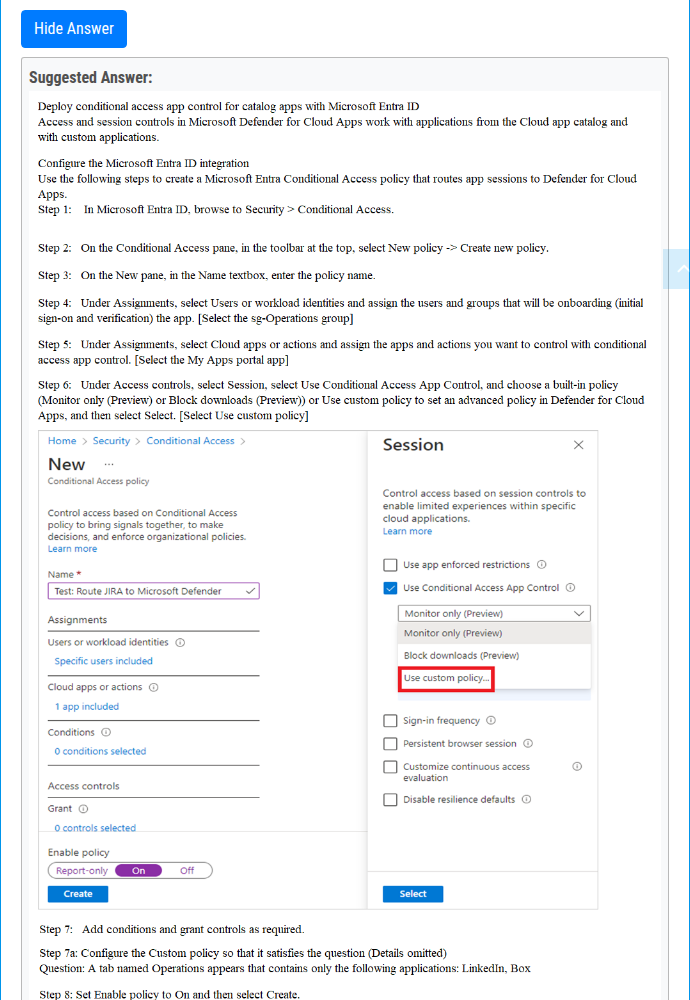 Hide Answer
Suggested Answer:
Deploy conditional access app control for catalog apps with Microsoft Entra ID
Access and session controls in Microsoft Defender for Cloud Apps work with applications from the Cloud app catalog and
with custom applications.
Configure the Microsoft Entra ID integration
Use the following steps to create a Microsoft Entra Conditional Access policy that routes app sessions to Defender for Cloud
Apps.
Step 1: In Microsoft Entra ID, browse to Security > Conditional Access.
Step 2: On the Conditional Access pane, in the toolbar at the top, select New policy -> Create new policy.
Step 3: On the New pane, in the Name textbox, enter the policy name.
Step 4: Under Assignments, select Users or workload identities and assign the users and groups that will be onboarding (initial
sign-on and verification) the app. [Select the sg-Operations group]
Step 5: Under Assignments, select Cloud apps or actions and assign the apps and actions you want to control with conditional
access app control. [Select the My Apps portal app]
Step 6: Under Access controls, select Session, select Use Conditional Access App Control, and choose a built-in policy
(Monitor only (Preview) or Block downloads (Preview)) or Use custom policy to set an advanced policy in Defender for Cloud
Apps, and then select Select. [Select Use custom policy]
Home > Security > Conditional Access >
New ...
Conditional Access policy
Control access based on Conditional Access
policy to bring signals together, to make
decisions, and enforce organizational policies.
Learn more
Name *
Test: Route JIRA to Microsoft Defender
Assignments
Users or workload identities
Specific users included
Cloud apps or actions
1 app included
Conditions
0 conditions selected
Access controls
Grant
0 controls selected
Enable policy
Report-only On Off
Create
Session
Control access based on session controls to
enable limited experiences within specific
cloud applications.
Learn more
Use app enforced restrictions
Use Conditional Access App Control
Monitor only (Preview)
Monitor only (Preview)
Block downloads (Preview)
Use custom policy...
Sign-in frequency
Persistent browser session
Customize continuous access
evaluation
Disable resilience defaults
Select
Step 7: Add conditions and grant controls as required.
Step 7a: Configure the Custom policy so that it satisfies the question (Details omitted)
Question: A tab named Operations appears that contains only the following applications: LinkedIn, Box
Step 8: Set Enable policy to On and then select Create.